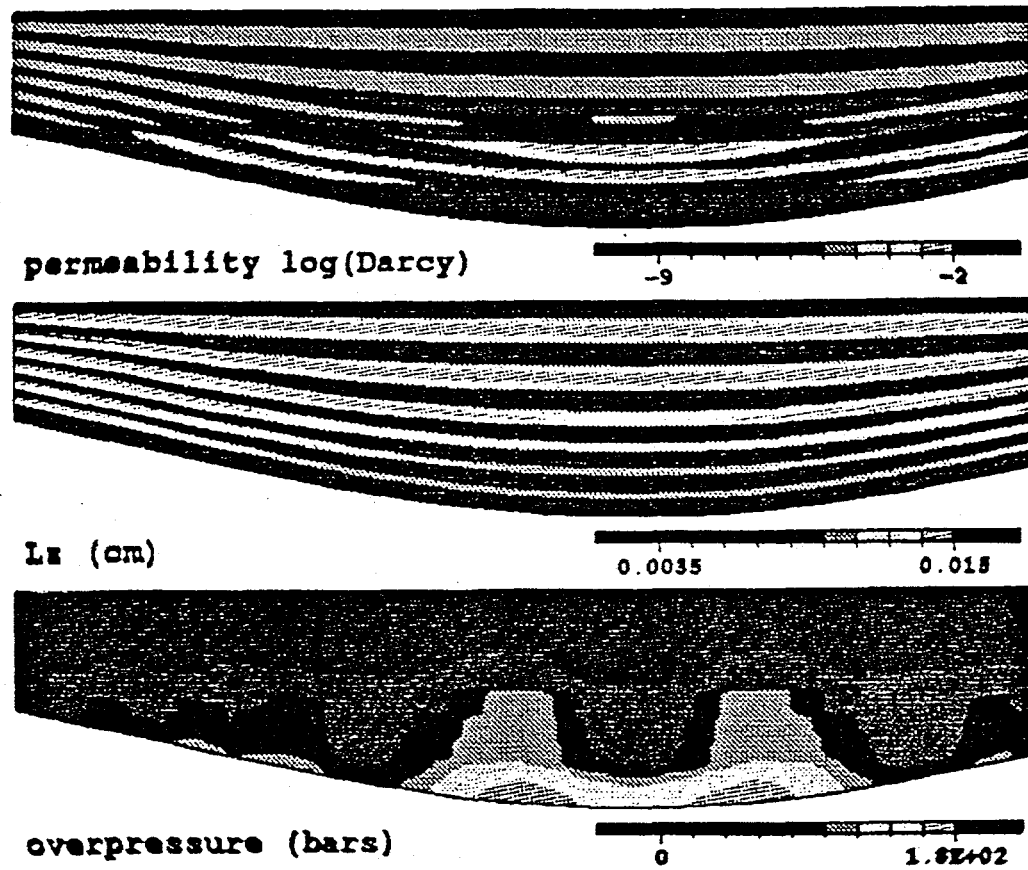 permeability log(Darcy)
-9 -2
Lz (cm)
0.0035 0.015
overpressure (bars)
0 1.8E+02